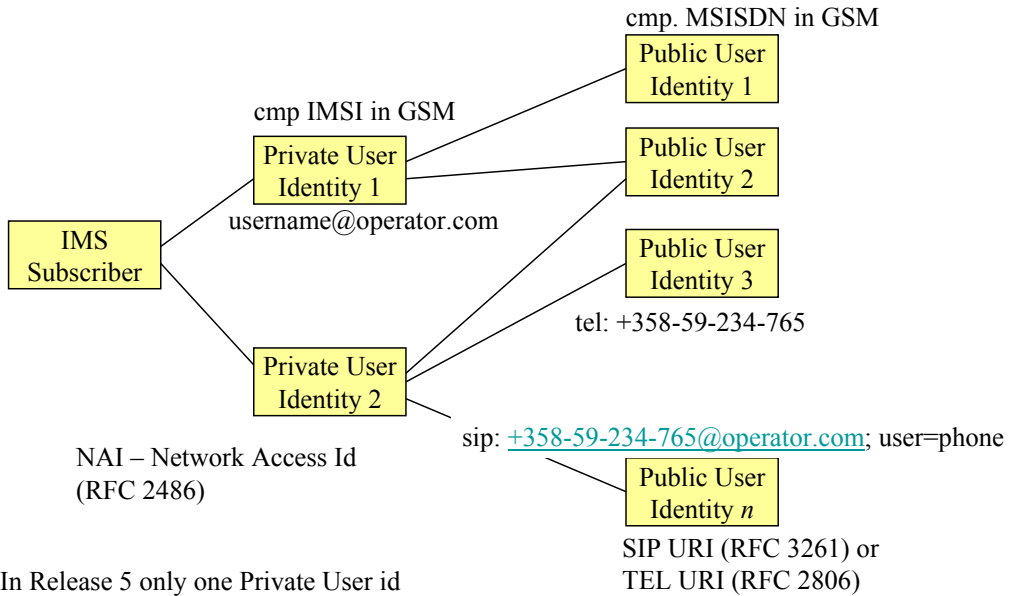 cmp. MSISDN in GSM
Public User
Identity 1
cmp IMSI in GSM
Private User
Identity 1
username@operator.com
Public User
Identity 2
IMS
Subscriber
Public User
Identity 3
tel: +358-59-234-765
Private User
Identity 2
sip: +358-59-234-765@operator.com; user=phone
NAI – Network Access Id
(RFC 2486)
Public User
Identity n
SIP URI (RFC 3261) or
TEL URI (RFC 2806)
In Release 5 only one Private User id